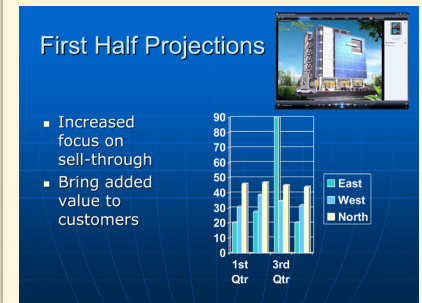 First Half Projections
Increased
focus on
sell-through
Bring added
value to
customers
90
80
70
60
50
40
30
20
10
0
1st
Qtr
3rd
Qtr
East
West
North